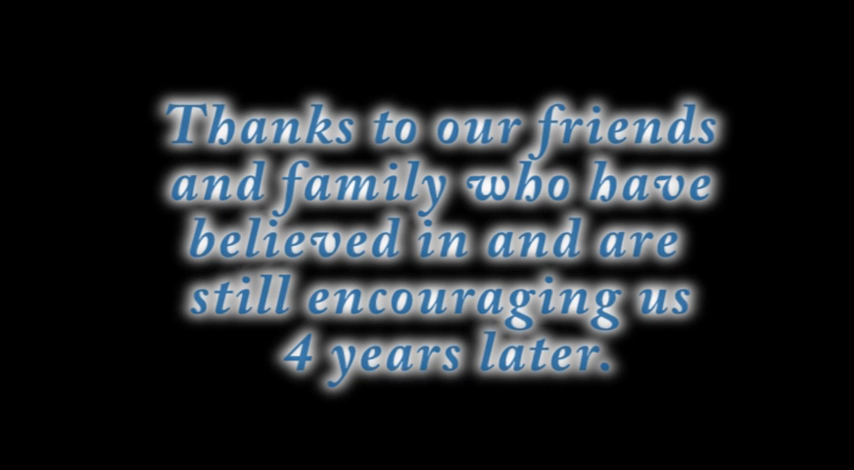 Thanks to our friends
and family who have
believed in and are
still encouraging us
4 years later.